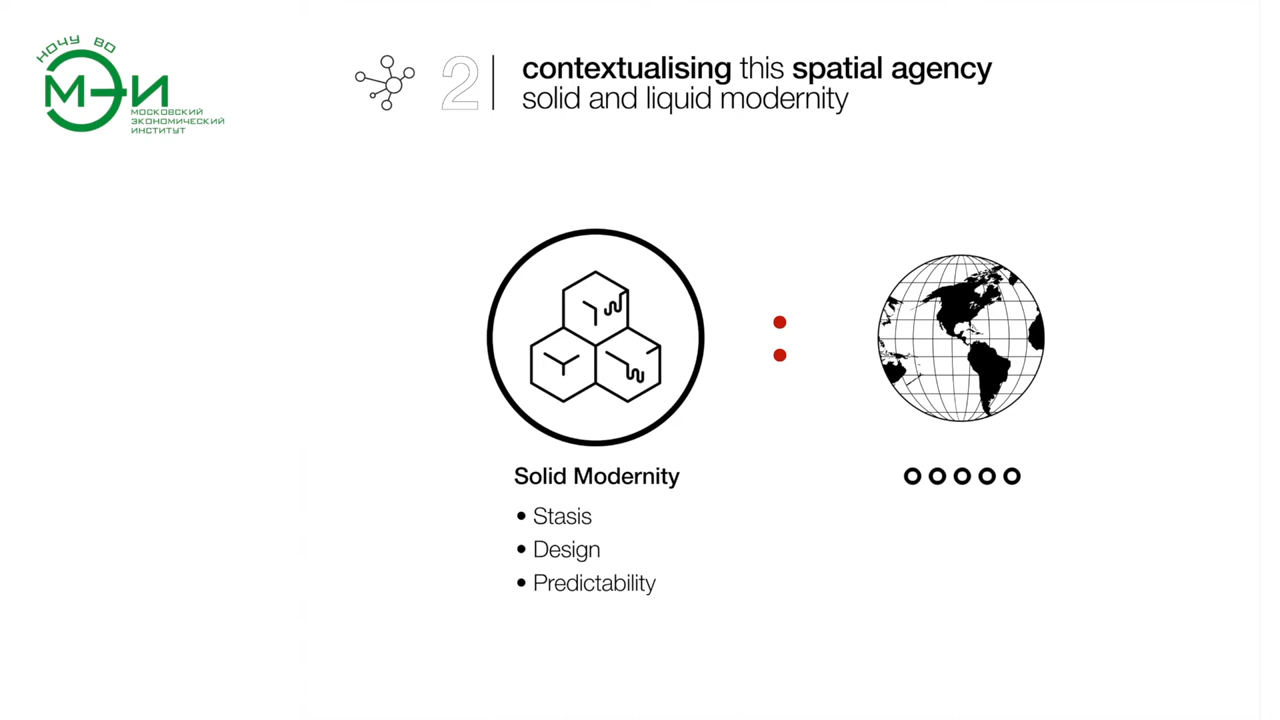 НОЧУ ВО
МЭИ
МОСКОВСКИЙ
ЭКОНОМИЧЕСКИЙ
ИНСТИТУТ
2
contextualising this spatial agency
solid and liquid modernity
Solid Modernity
• Stasis
• Design
• Predictability